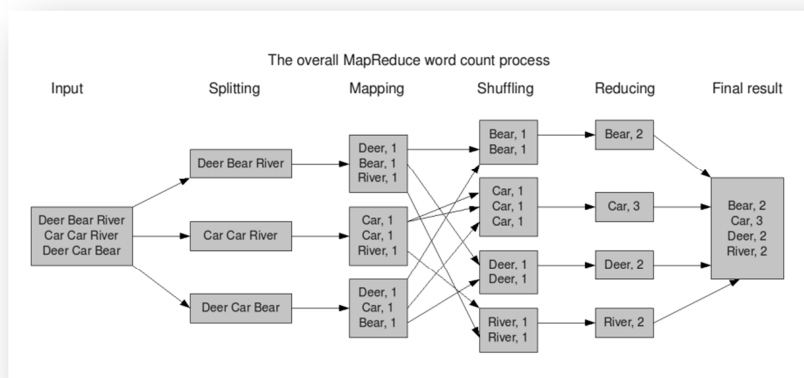 The overall MapReduce word count process
Input
Splitting
Mapping
Shuffling
Reducing
Final result
Deer Bear River
Car Car River
Deer Car Bear
Deer Bear River
Car Car River
Deer Car Bear
Deer, 1
Bear, 1
River, 1
Car, 1
Car, 1
River, 1
Deer, 1
Car, 1
Bear, 1
Bear, 1
Bear, 1
Car, 1
Car, 1
Car, 1
Deer, 1
Deer, 1
River, 1
River, 1
Bear, 2
Car, 3
Deer, 2
River, 2
Bear, 2
Car, 3
Deer, 2
River, 2